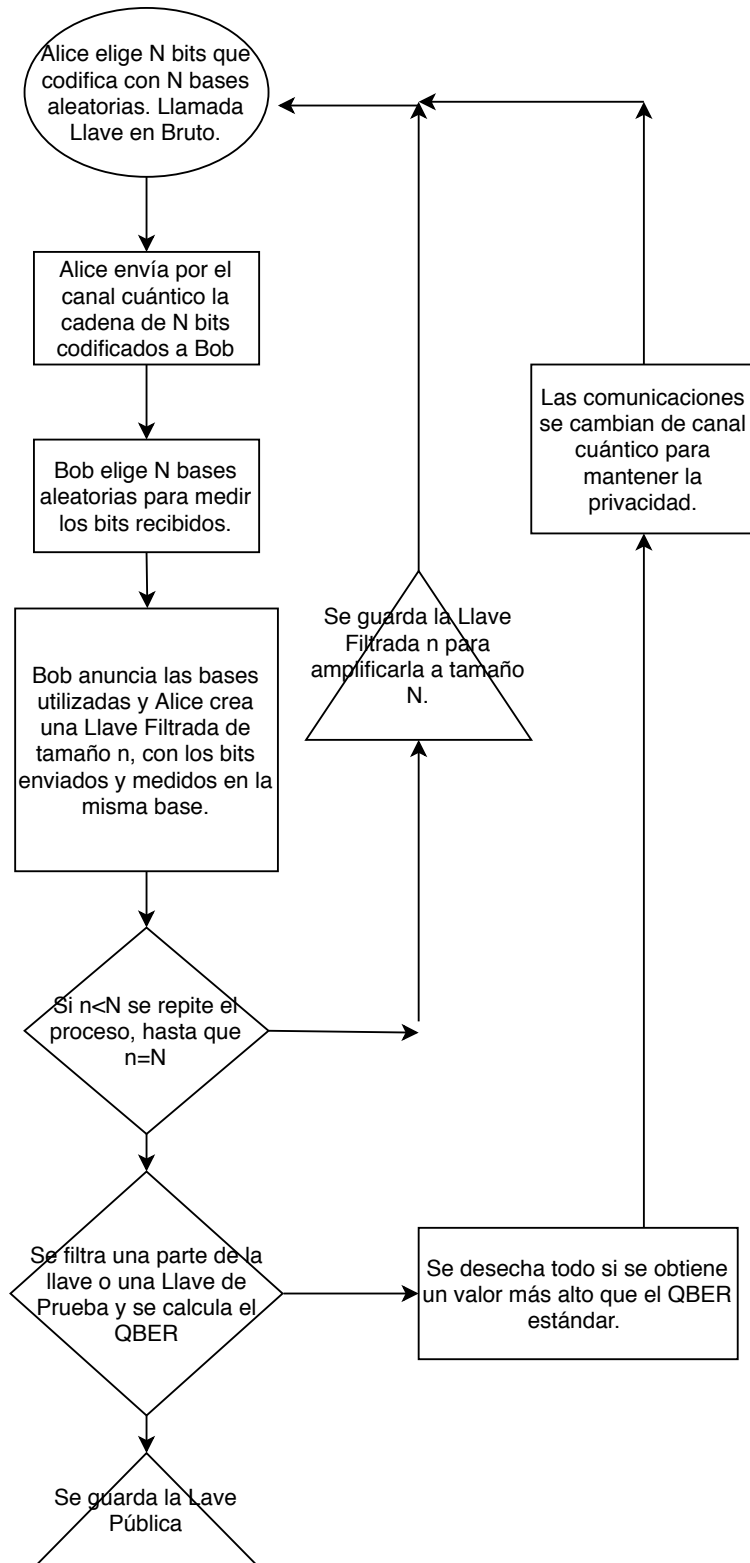 Alice elige N bits que
codifica con N bases
aleatorias. Llamada
Llave en Bruto.
Alice envía por el
canal cuántico la
cadena de N bits
codificados a Bob
Bob elige N bases
aleatorias para medir
los bits recibidos.
Bob anuncia las bases
utilizadas y Alice crea
una Llave Filtrada de
tamaño n, con los bits
enviados y medidos en la
misma base.
Si n<N se repite el
proceso, hasta que
n=N
Se guarda la Llave
Filtrada n para
amplificarla a tamaño
N.
Se filtra una parte de la
llave o una Llave de
Prueba y se calcula el
QBER
Se desecha todo si se obtiene
un valor más alto que el QBER
estándar.
Las comunicaciones
se cambian de canal
cuántico para
mantener la
privacidad.
Se guarda la Lave
Pública